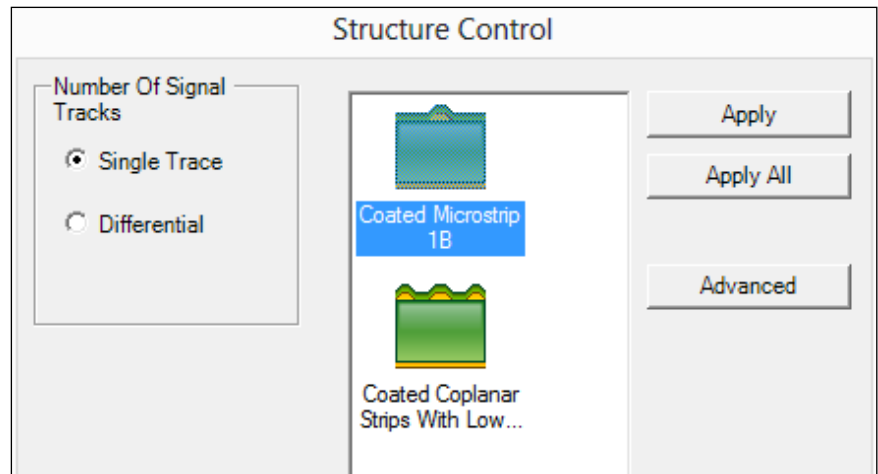 Structure Control
Number Of Signal
Tracks
Single Trace
Differential
Coated Microstrip
1B
Coated Coplanar
Strips With Low...
Apply
Apply All
Advanced